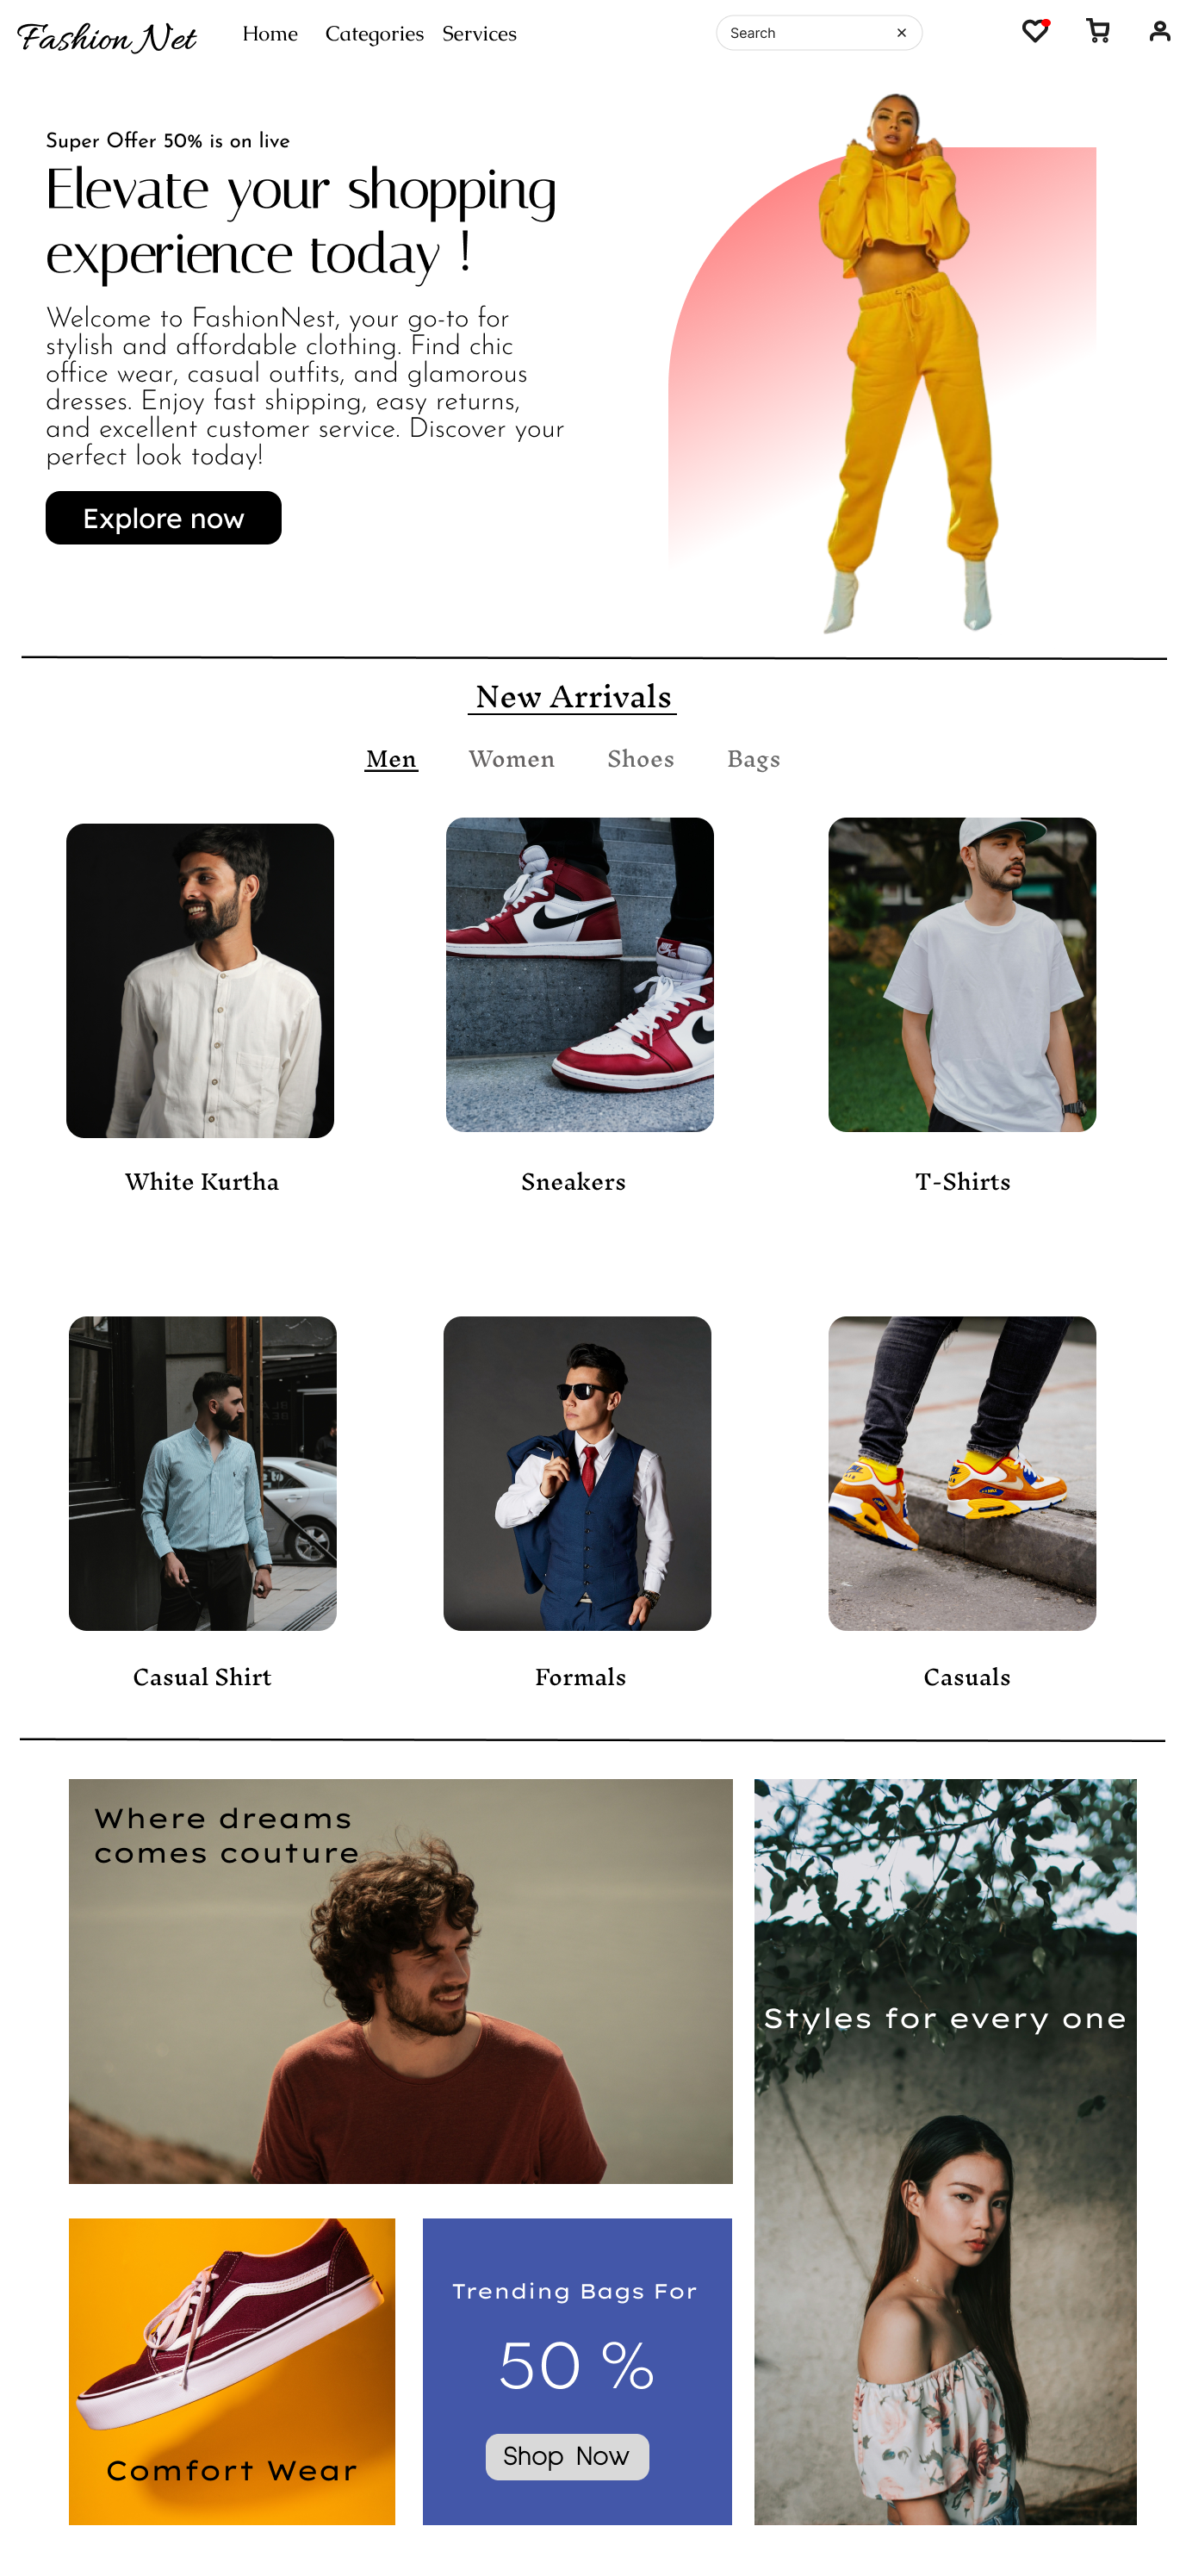 Fashion Net
Home Categories Services
Search
Super Offer 50% is on live
Elevate your shopping
experience today !
Welcome to FashionNest, your go-to for
stylish and affordable clothing. Find chic
office wear, casual outfits, and glamorous
dresses. Enjoy fast shipping, easy returns,
and excellent customer service. Discover your
perfect look today!
Explore now
New Arrivals
Men Women Shoes Bags
White Kurtha
Sneakers
T-Shirts
Casual Shirt
Formals
Casuals
Where dreams
comes couture
Styles for every one
Comfort Wear
Trending Bags For
50 %
Shop Now